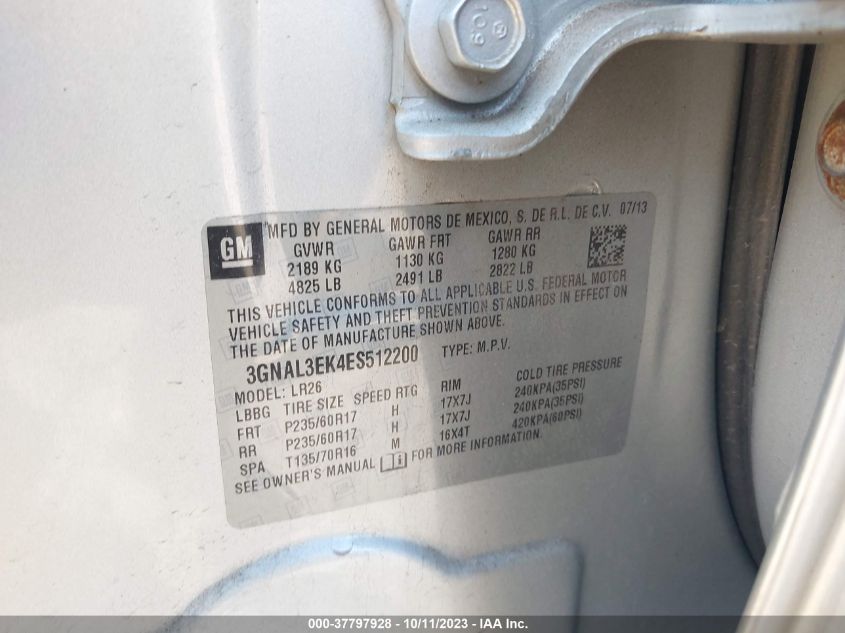 109
MFD BY GENERAL MOTORS DE MEXICO, S. DE R.L. DE C.V. 07/13
GM
GVWR GAWR FRT GAWR RR
2189 KG 1130 KG 1280 KG
4825 LB 2491 LB 2822 LB
THIS VEHICLE CONFORMS TO ALL APPLICABLE U.S. FEDERAL MOTOR
VEHICLE SAFETY AND THEFT PREVENTION STANDARDS IN EFFECT ON
THE DATE OF MANUFACTURE SHOWN ABOVE.
3GNAL3EK4ES512200 TYPE: M.P.V.
MODEL: LR26
LBBG TIRE SIZE SPEED RTG RIM COLD TIRE PRESSURE
FRT P235/60R17 H 17X7J 240KPA(35PSI)
RR P235/60R17 H 17X7J 240KPA(35PSI)
SPA T135/70R16 M 16X4T 420KPA(60PSI)
SEE OWNER'S MANUAL FOR MORE INFORMATION.
000-37797928 - 10/11/2023 - IAA Inc.